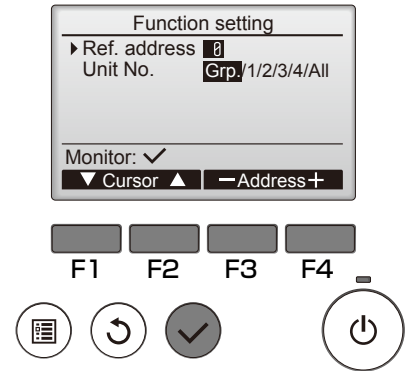 Function setting
Ref. address 0
Unit No. Grp./1/2/3/4/All
Monitor:
Cursor −Address+
F1 F2 F3 F4